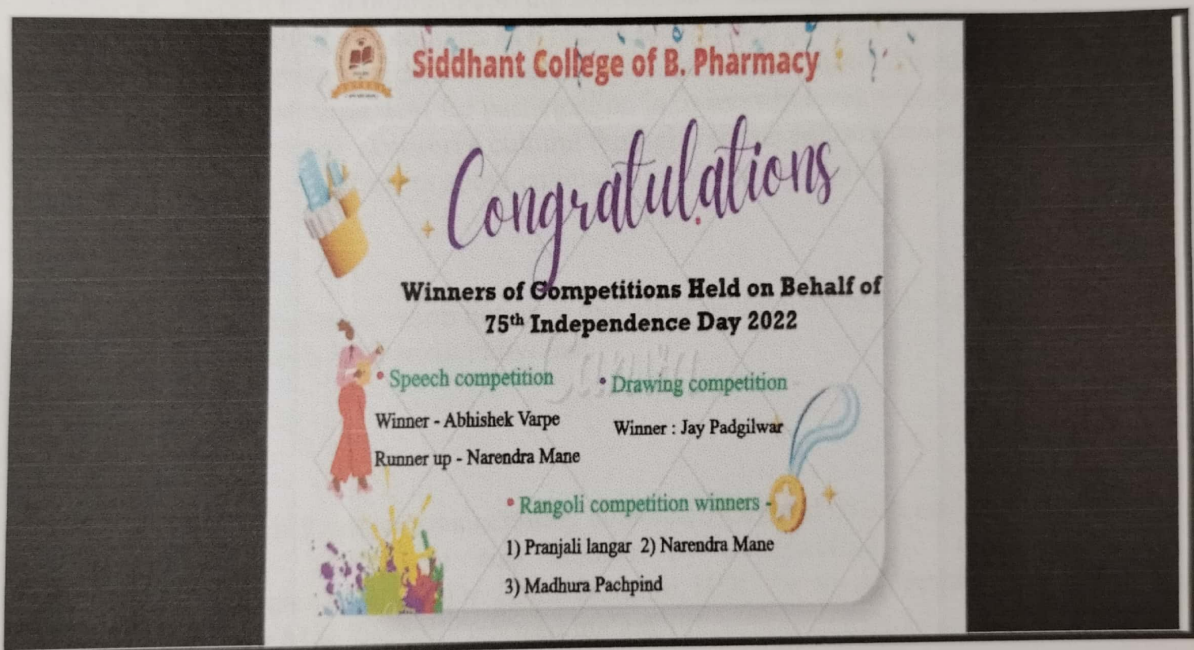 Siddhant College of B. Pharmacy
Congratulations
Winners of Competitions Held on Behalf of
75th Independence Day 2022
• Speech competition
Winner - Abhishek Varpe
Runner up - Narendra Mane
• Drawing competition
Winner : Jay Padgilwar
• Rangoli competition winners -
1) Pranjali langar 2) Narendra Mane
3) Madhura Pachpind
Canva